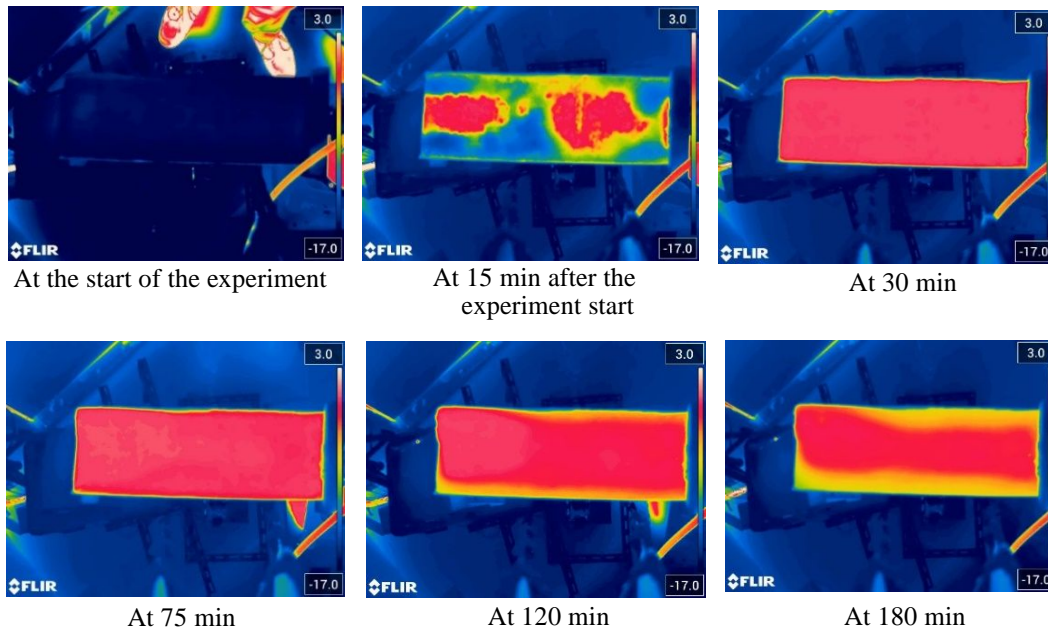 3.0
3.0
3.0
FLIR
-17.0
FLIR
-17.0
FLIR
-17.0
At the start of the experiment
At 15 min after the
experiment start
At 30 min
3.0
3.0
3.0
FLIR
-17.0
FLIR
-17.0
FLIR
-17.0
At 75 min
At 120 min
At 180 min